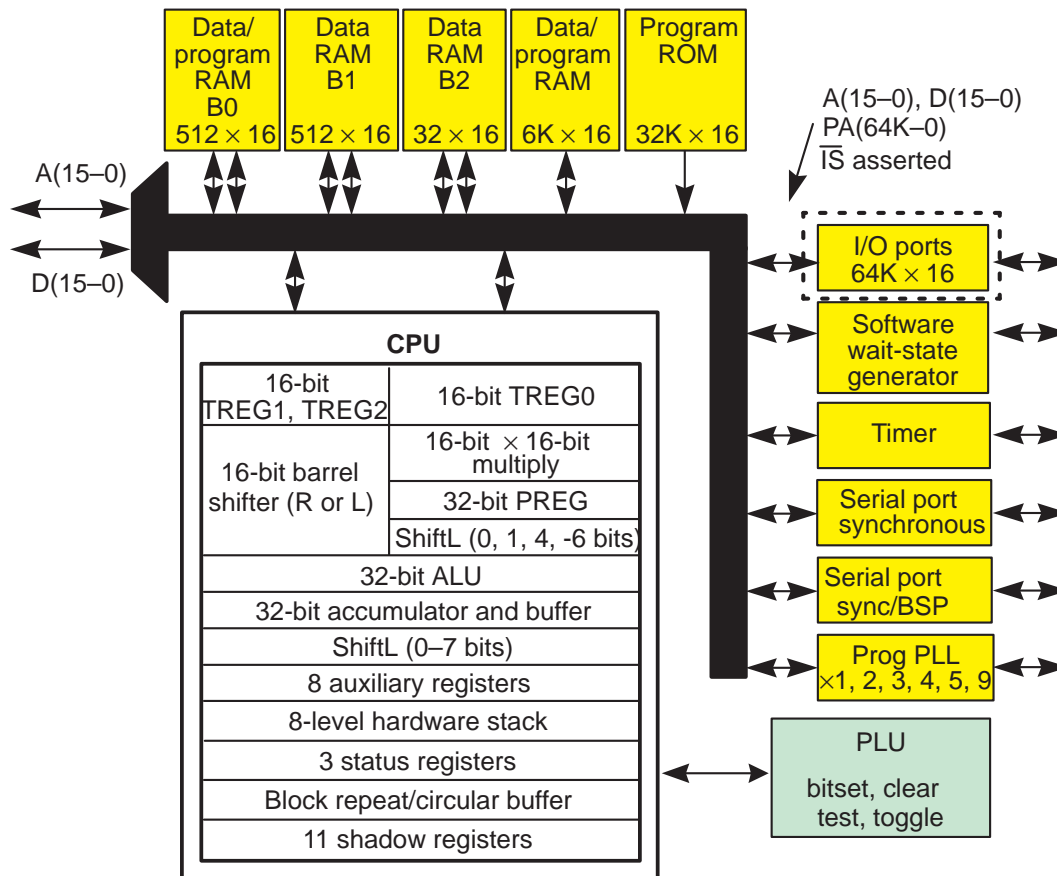 Data/
program
RAM
B0
512 × 16
Data
RAM
B1
512 × 16
Data
RAM
B2
32 × 16
Data/
program
RAM
6K × 16
Program
ROM
32K × 16
A(15–0), D(15–0)
PA(64K–0)
I̅S̅ asserted
A(15–0)
D(15–0)
I/O ports
64K × 16
Software
wait-state
generator
Timer
Serial port
synchronous
Serial port
sync/BSP
Prog PLL
×1, 2, 3, 4, 5, 9
CPU
16-bit
TREG1, TREG2
16-bit TREG0
16-bit barrel
shifter (R or L)
16-bit × 16-bit
multiply
32-bit PREG
ShiftL (0, 1, 4, -6 bits)
32-bit ALU
32-bit accumulator and buffer
ShiftL (0–7 bits)
8 auxiliary registers
8-level hardware stack
3 status registers
Block repeat/circular buffer
11 shadow registers
PLU
bitset, clear
test, toggle